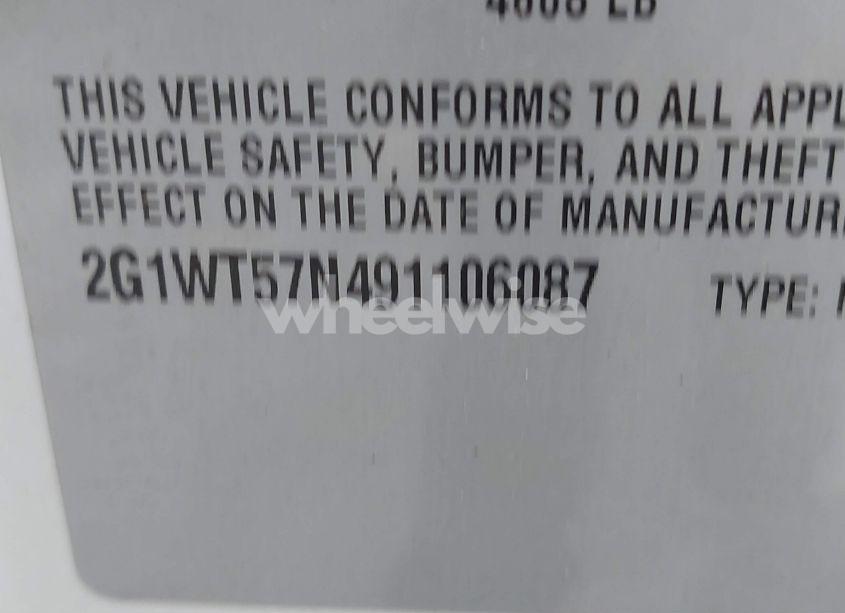 THIS VEHICLE CONFORMS TO ALL APPL
VEHICLE SAFETY, BUMPER, AND THEFT
EFFECT ON THE DATE OF MANUFACTUR
2G1WT57N491106087 TYPE:
wheelwise